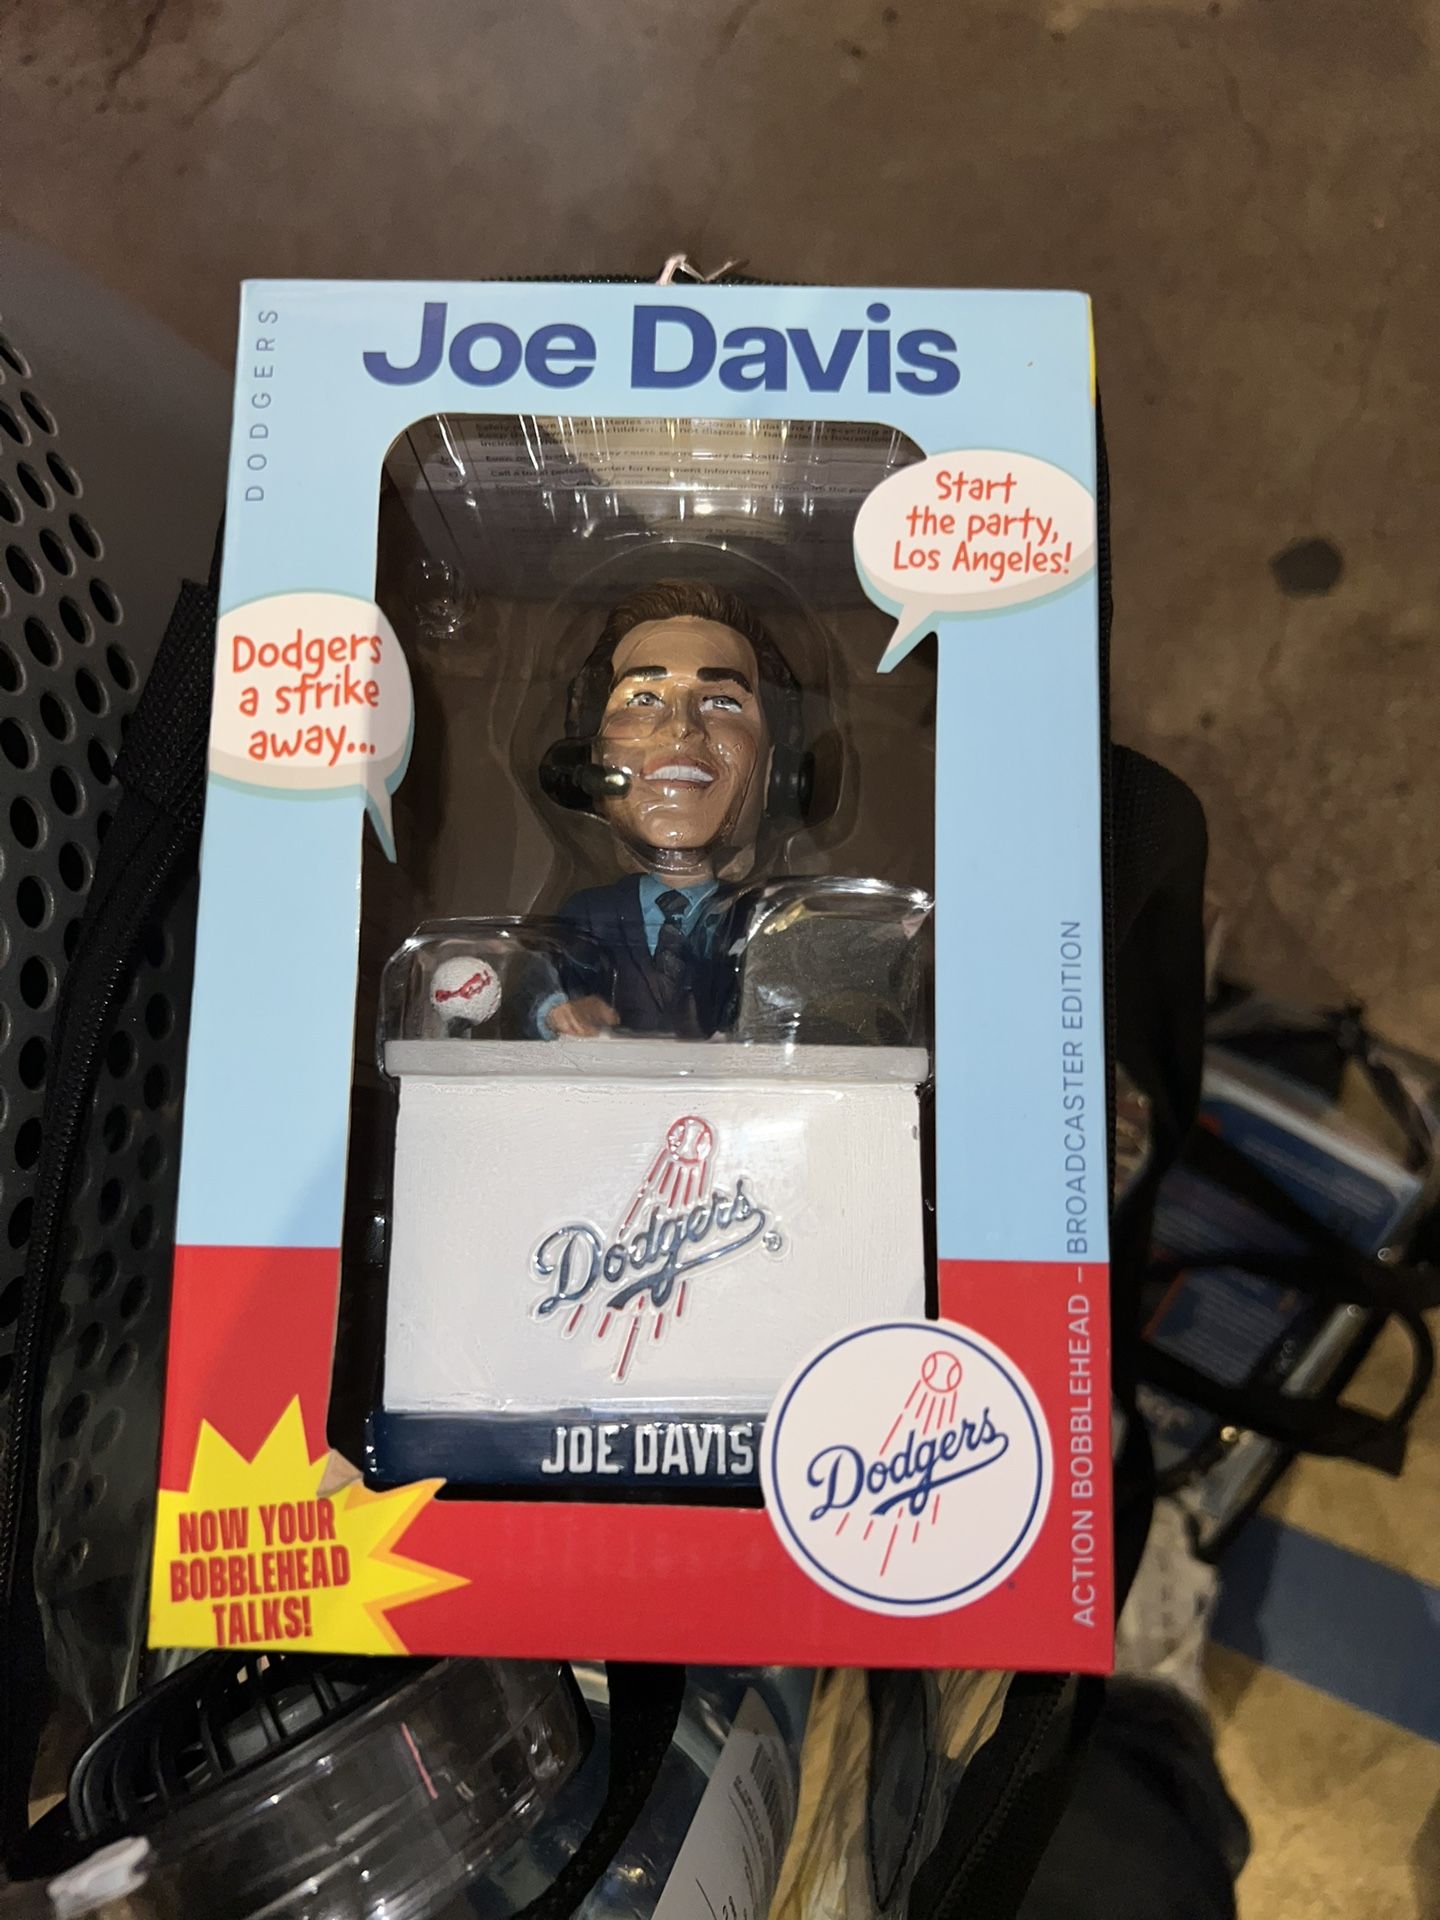 Joe Davis
DODGERS
Start
the party,
Los Angeles!
Dodgers
a strike
away...
Dodgers
®
JOE DAVIS
Dodgers
NOW YOUR
BOBBLEHEAD
TALKS!
ACTION BOBBLEHEAD – BROADCASTER EDITION